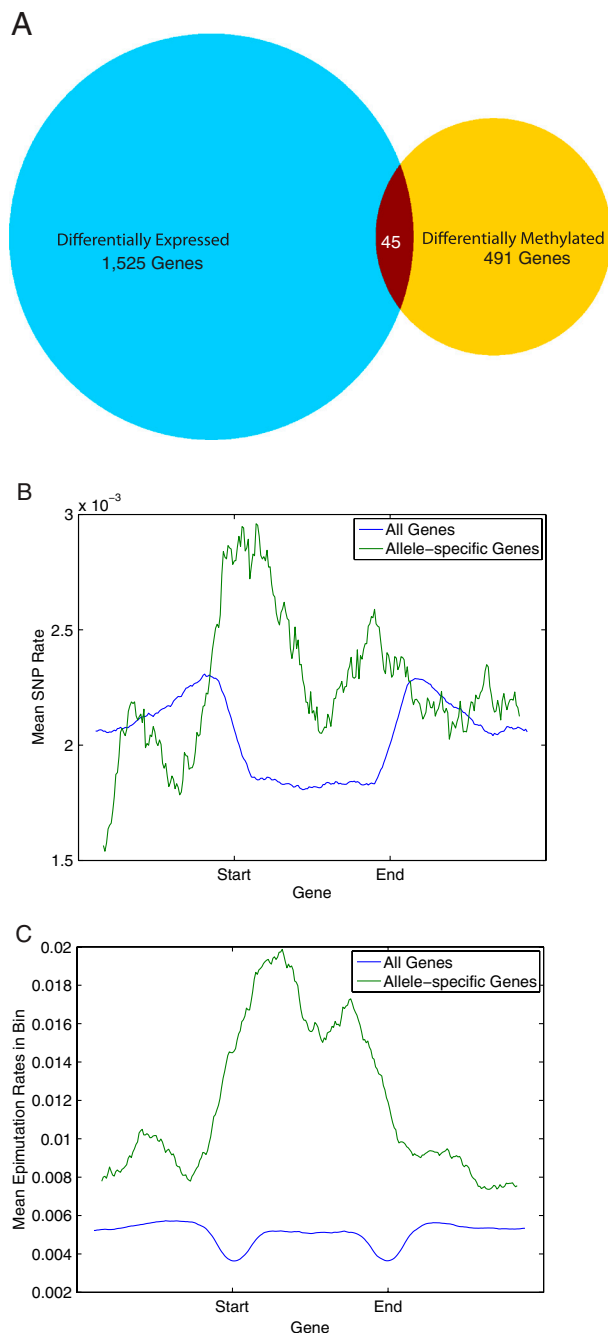 A
Differentially Expressed
1,525 Genes
45
Differentially Methylated
491 Genes
B
x 10⁻³
3
2.5
2
1.5
Mean SNP Rate
All Genes
Allele-specific Genes
Start
End
Gene
C
0.02
0.018
0.016
0.014
0.012
0.01
0.008
0.006
0.004
0.002
Mean Epimutation Rates in Bin
All Genes
Allele-specific Genes
Start
End
Gene